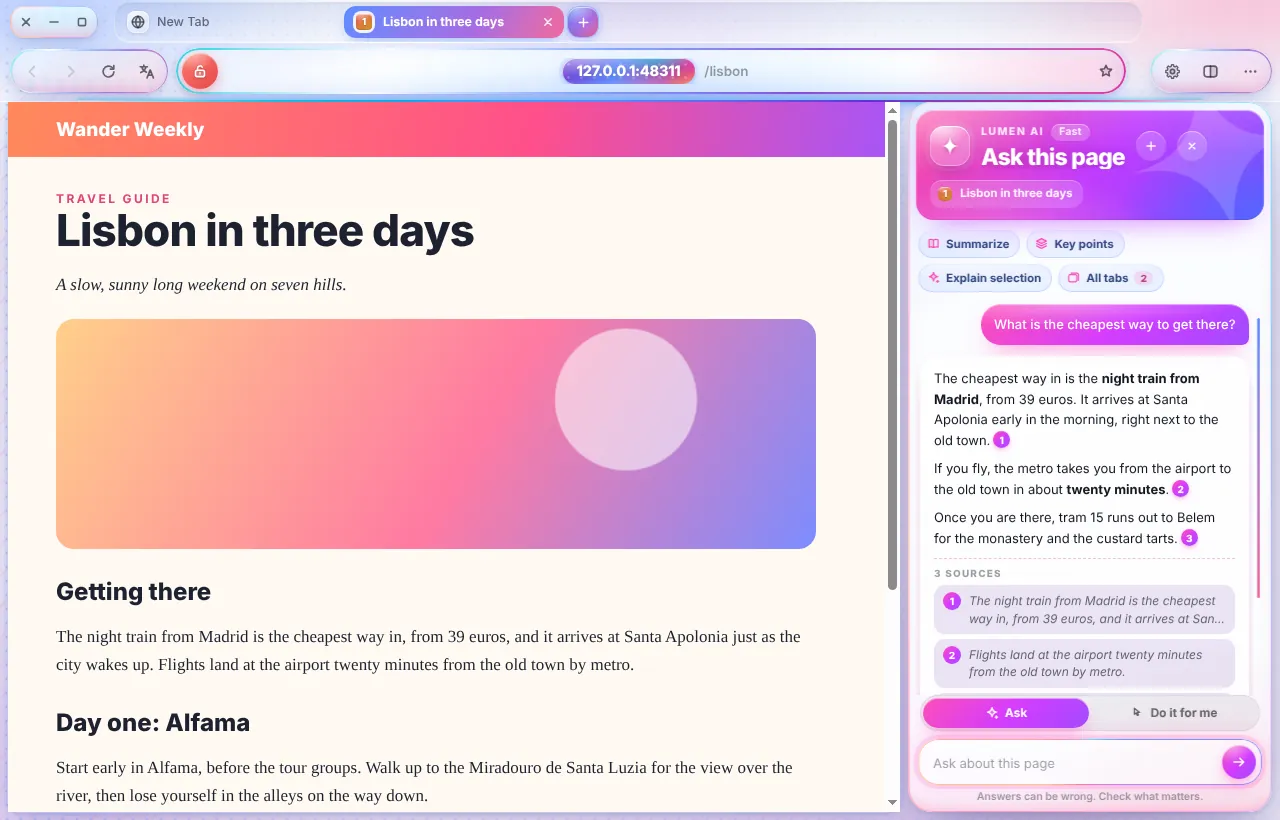 New Tab
1
Lisbon in three days
127.0.0.1:48311 /lisbon
Wander Weekly
TRAVEL GUIDE
Lisbon in three days
A slow, sunny long weekend on seven hills.
Getting there
The night train from Madrid is the cheapest way in, from 39 euros, and it arrives at Santa Apolonia just as the
city wakes up. Flights land at the airport twenty minutes from the old town by metro.
Day one: Alfama
Start early in Alfama, before the tour groups. Walk up to the Miradouro de Santa Luzia for the view over the
river, then lose yourself in the alleys on the way down.
LUMEN AI Fast
Ask this page
1 Lisbon in three days
Summarize
Key points
Explain selection
All tabs 2
What is the cheapest way to get there?
The cheapest way in is the night train from
Madrid, from 39 euros. It arrives at Santa
Apolonia early in the morning, right next to the
old town. 1
If you fly, the metro takes you from the airport to
the old town in about twenty minutes. 2
Once you are there, tram 15 runs out to Belem
for the monastery and the custard tarts. 3
3 SOURCES
1 The night train from Madrid is the cheapest
way in, from 39 euros, and it arrives at San...
2 Flights land at the airport twenty minutes
from the old town by metro.
Ask
Do it for me
Ask about this page
Answers can be wrong. Check what matters.